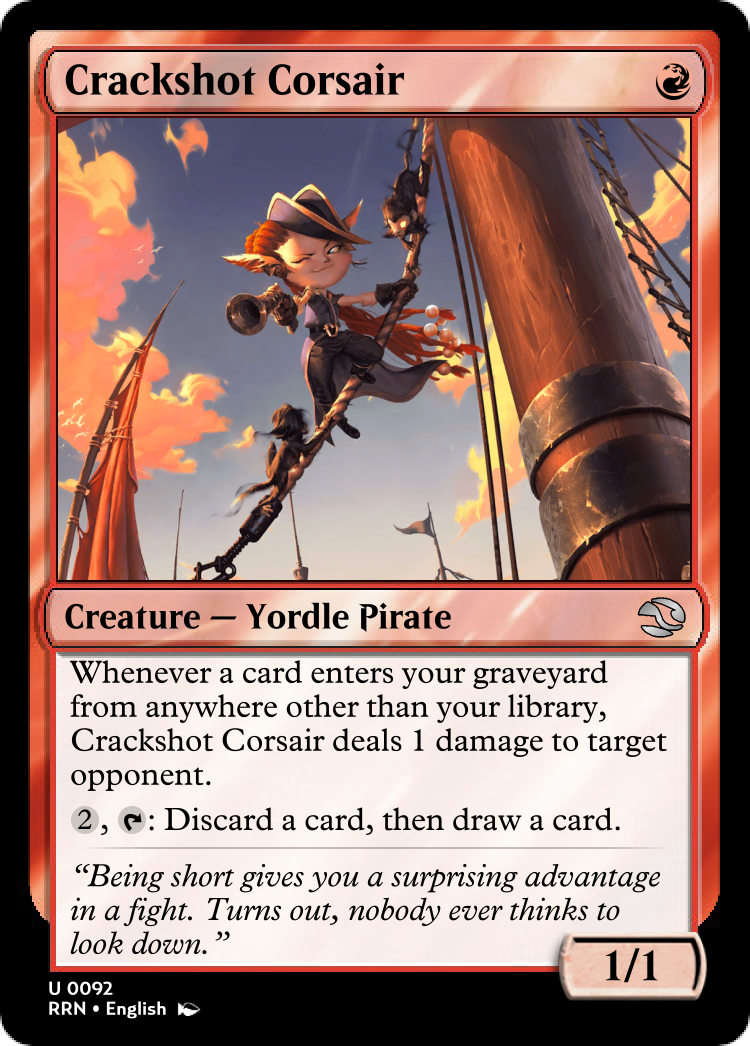 Crackshot Corsair
Creature — Yordle Pirate
Whenever a card enters your graveyard
from anywhere other than your library,
Crackshot Corsair deals 1 damage to target
opponent.
2, : Discard a card, then draw a card.
“Being short gives you a surprising advantage
in a fight. Turns out, nobody ever thinks to
look down.”
1/1
U 0092
RRN • English